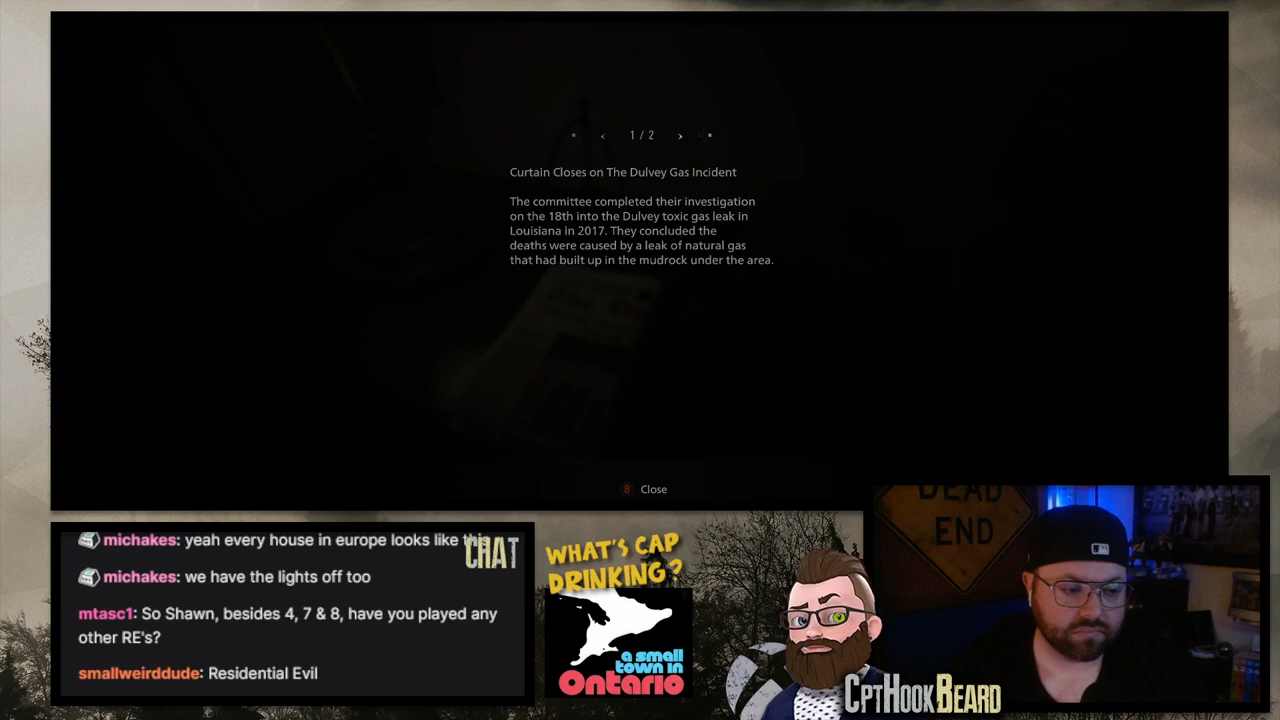 1 / 2
Curtain Closes on The Dulvey Gas Incident
The committee completed their investigation
on the 18th into the Dulvey toxic gas leak in
Louisiana in 2017. They concluded the
deaths were caused by a leak of natural gas
that had built up in the mudrock under the area.
B Close
CHAT
michakes: yeah every house in europe looks like this
michakes: we have the lights off too
mtasc1: So Shawn, besides 4, 7 & 8, have you played any
other RE's?
smallweirddude: Residential Evil
WHAT'S CAP
DRINKING?
a small
town in
Ontario
CPTHOOKBEARD
DEAD
END